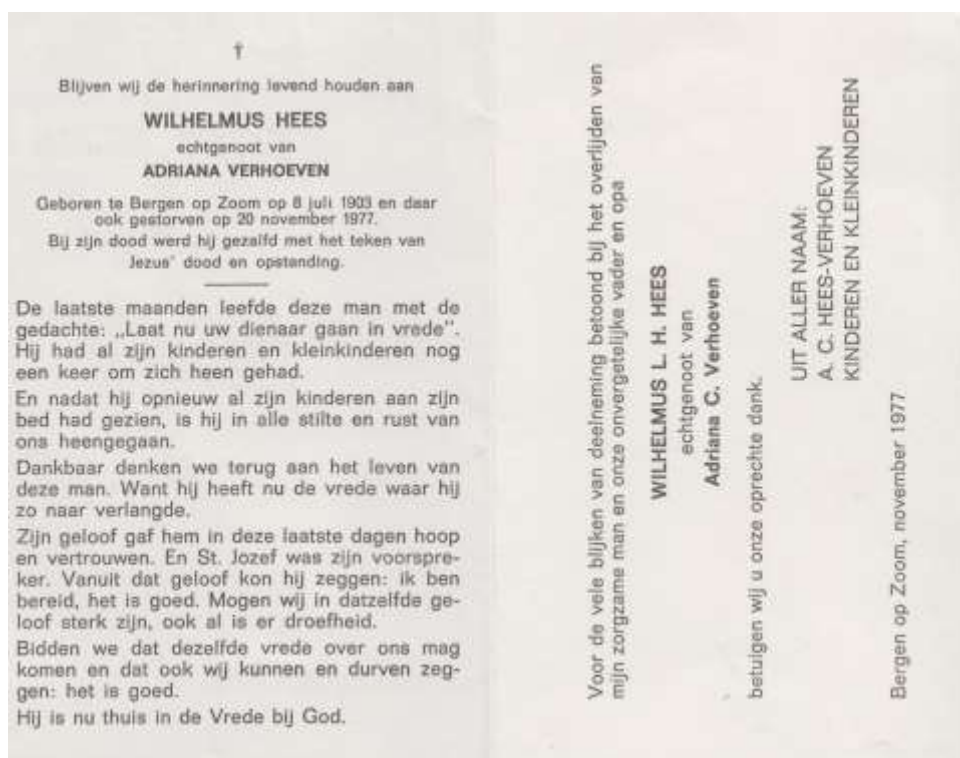 †
Blijven wij de herinnering levend houden aan
WILHELMUS HEES
echtgenoot van
ADRIANA VERHOEVEN
Geboren te Bergen op Zoom op 8 juli 1903 en daar
ook gestorven op 20 november 1977.
Bij zijn dood werd hij gezalfd met het teken van
Jezus' dood en opstanding.
De laatste maanden leefde deze man met de
gedachte: „Laat nu uw dienaar gaan in vrede".
Hij had al zijn kinderen en kleinkinderen nog
een keer om zich heen gehad.
En nadat hij opnieuw al zijn kinderen aan zijn
bed had gezien, is hij in alle stilte en rust van
ons heengegaan.
Dankbaar denken we terug aan het leven van
deze man. Want hij heeft nu de vrede waar hij
zo naar verlangde.
Zijn geloof gaf hem in deze laatste dagen hoop
en vertrouwen. En St. Jozef was zijn voorspre-
ker. Vanuit dat geloof kon hij zeggen: ik ben
bereid, het is goed. Mogen wij in datzelfde ge-
loof sterk zijn, ook al is er droefheid.
Bidden we dat dezelfde vrede over ons mag
komen en dat ook wij kunnen en durven zeg-
gen: het is goed.
Hij is nu thuis in de Vrede bij God.
Voor de vele blijken van deelneming betoond bij het overlijden van
mijn zorgzame man en onze onvergetelijke vader en opa
WILHELMUS L. H. HEES
echtgenoot van
Adriana C. Verhoeven
betuigen wij u onze oprechte dank.
UIT ALLER NAAM:
A. C. HEES-VERHOEVEN
KINDEREN EN KLEINKINDEREN
Bergen op Zoom, november 1977